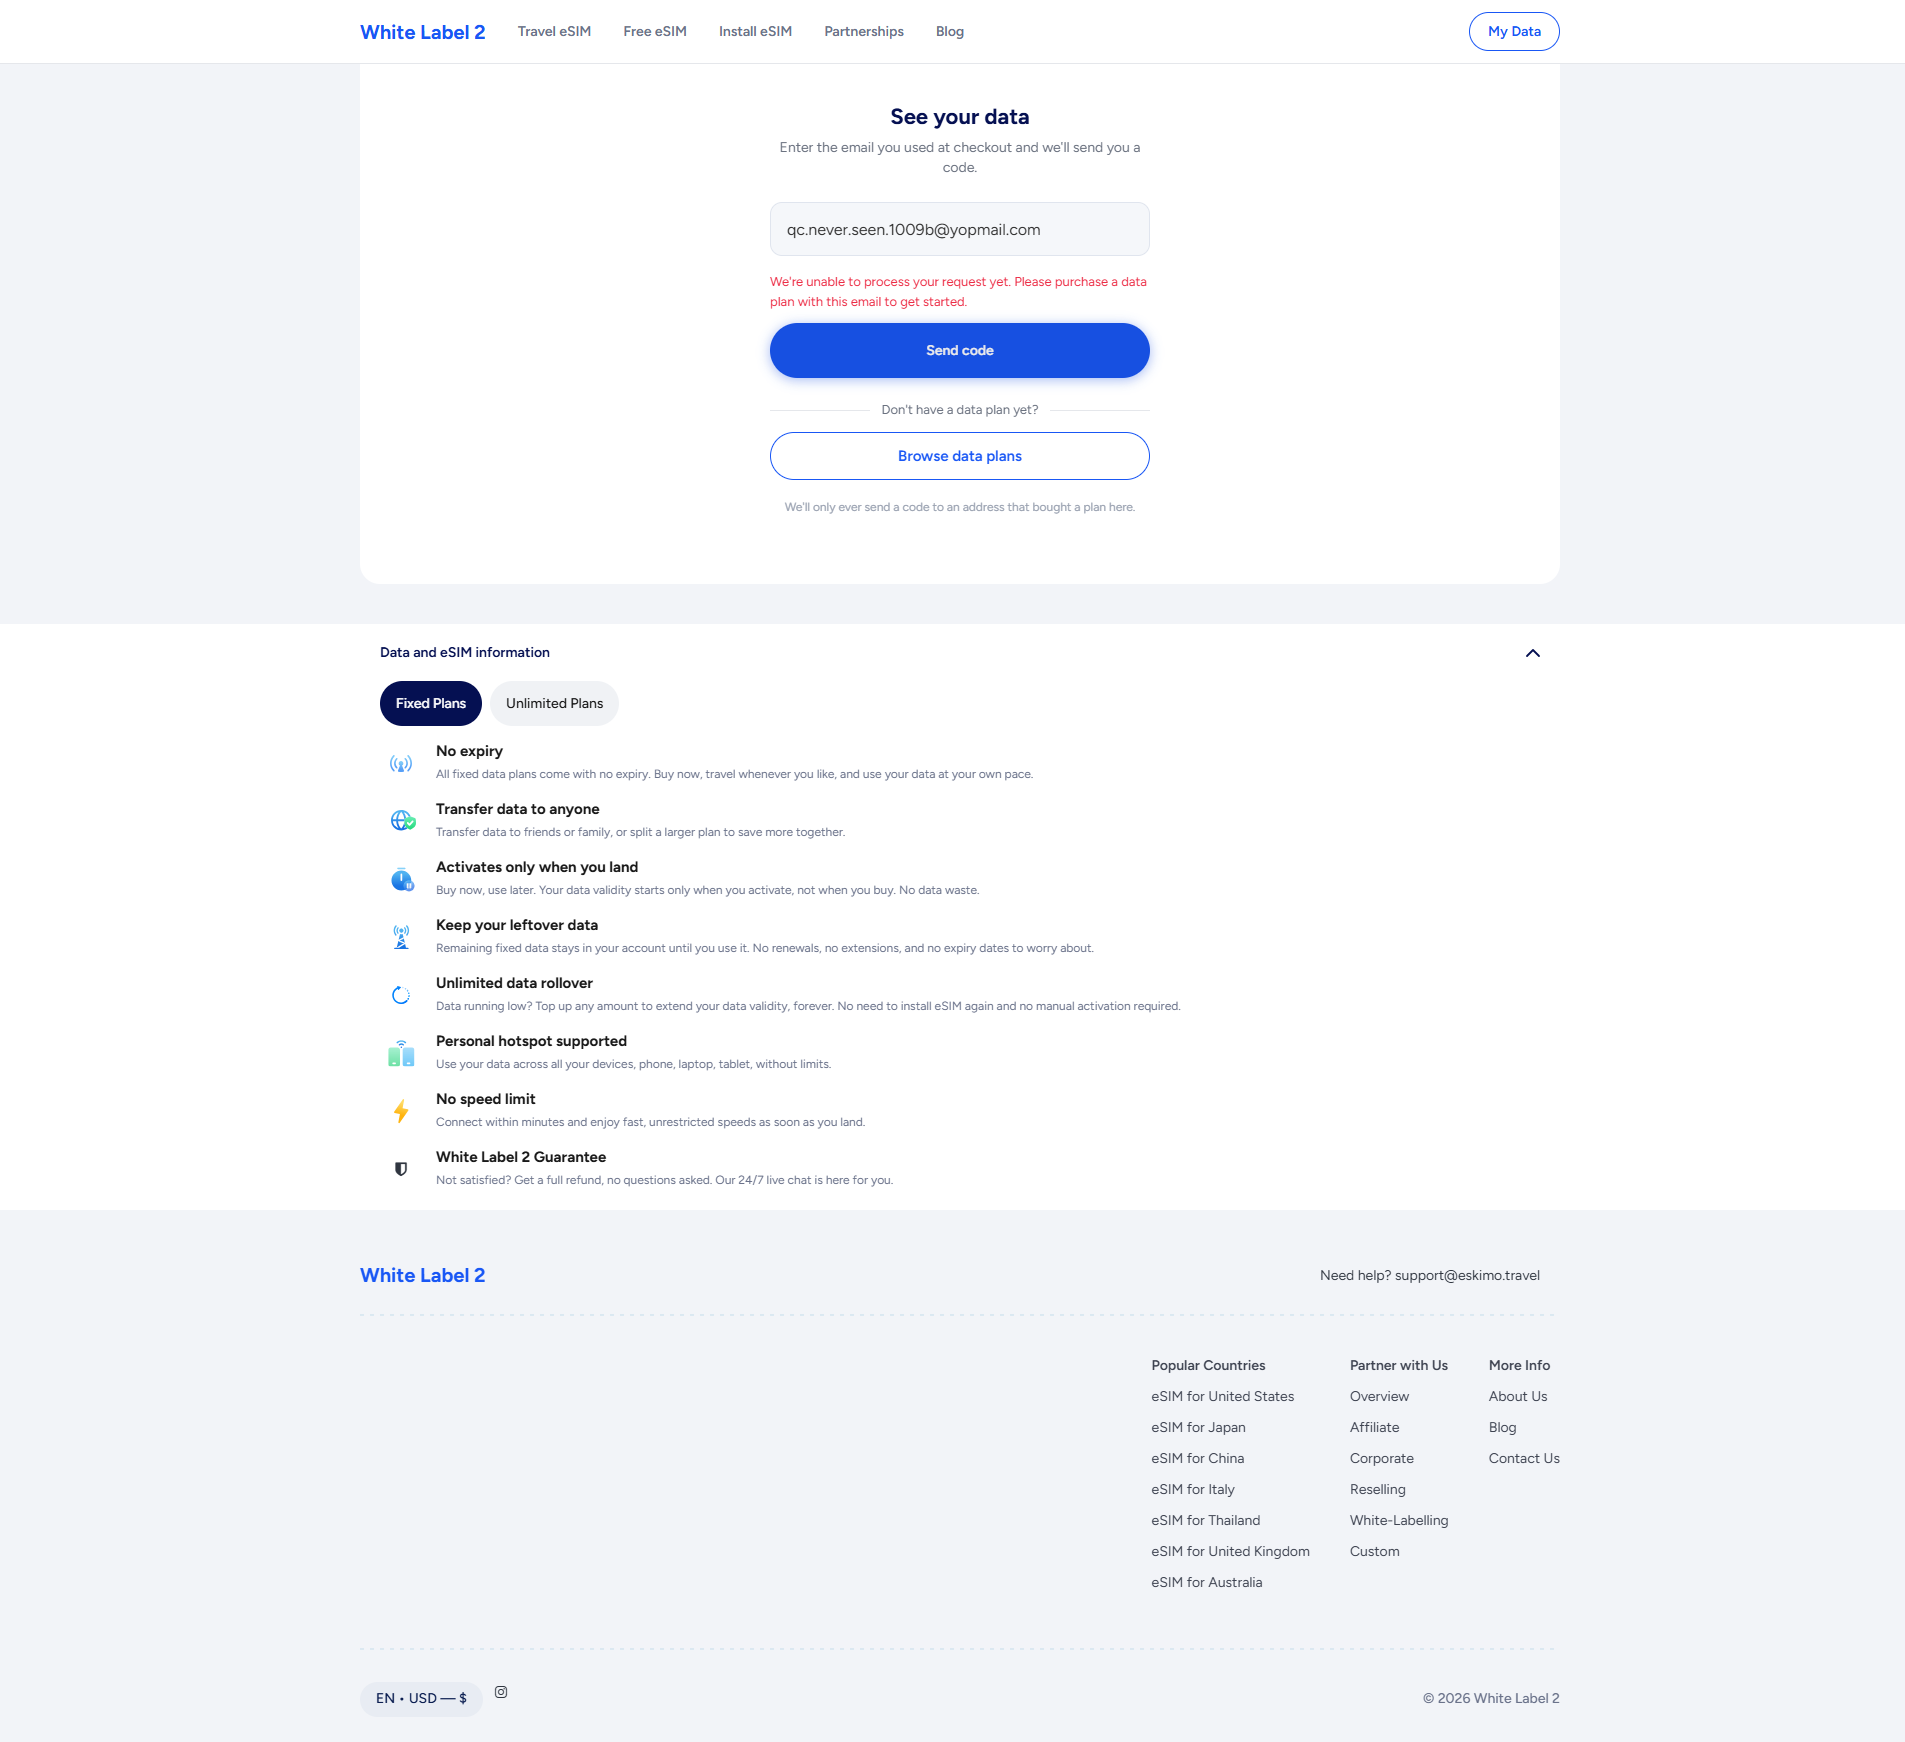 White Label 2
Travel eSIM
Free eSIM
Install eSIM
Partnerships
Blog
My Data
See your data
Enter the email you used at checkout and we'll send you a
code.
qc.never.seen.1009b@yopmail.com
We're unable to process your request yet. Please purchase a data
plan with this email to get started.
Send code
Don't have a data plan yet?
Browse data plans
We'll only ever send a code to an address that bought a plan here.
Data and eSIM information
Fixed Plans
Unlimited Plans
No expiry
All fixed data plans come with no expiry. Buy now, travel whenever you like, and use your data at your own pace.
Transfer data to anyone
Transfer data to friends or family, or split a larger plan to save more together.
Activates only when you land
Buy now, use later. Your data validity starts only when you activate, not when you buy. No data waste.
Keep your leftover data
Remaining fixed data stays in your account until you use it. No renewals, no extensions, and no expiry dates to worry about.
Unlimited data rollover
Data running low? Top up any amount to extend your data validity, forever. No need to install eSIM again and no manual activation required.
Personal hotspot supported
Use your data across all your devices, phone, laptop, tablet, without limits.
No speed limit
Connect within minutes and enjoy fast, unrestricted speeds as soon as you land.
White Label 2 Guarantee
Not satisfied? Get a full refund, no questions asked. Our 24/7 live chat is here for you.
White Label 2
Need help? support@eskimo.travel
Popular Countries
eSIM for United States
eSIM for Japan
eSIM for China
eSIM for Italy
eSIM for Thailand
eSIM for United Kingdom
eSIM for Australia
Partner with Us
Overview
Affiliate
Corporate
Reselling
White-Labelling
Custom
More Info
About Us
Blog
Contact Us
EN • USD — $
© 2026 White Label 2